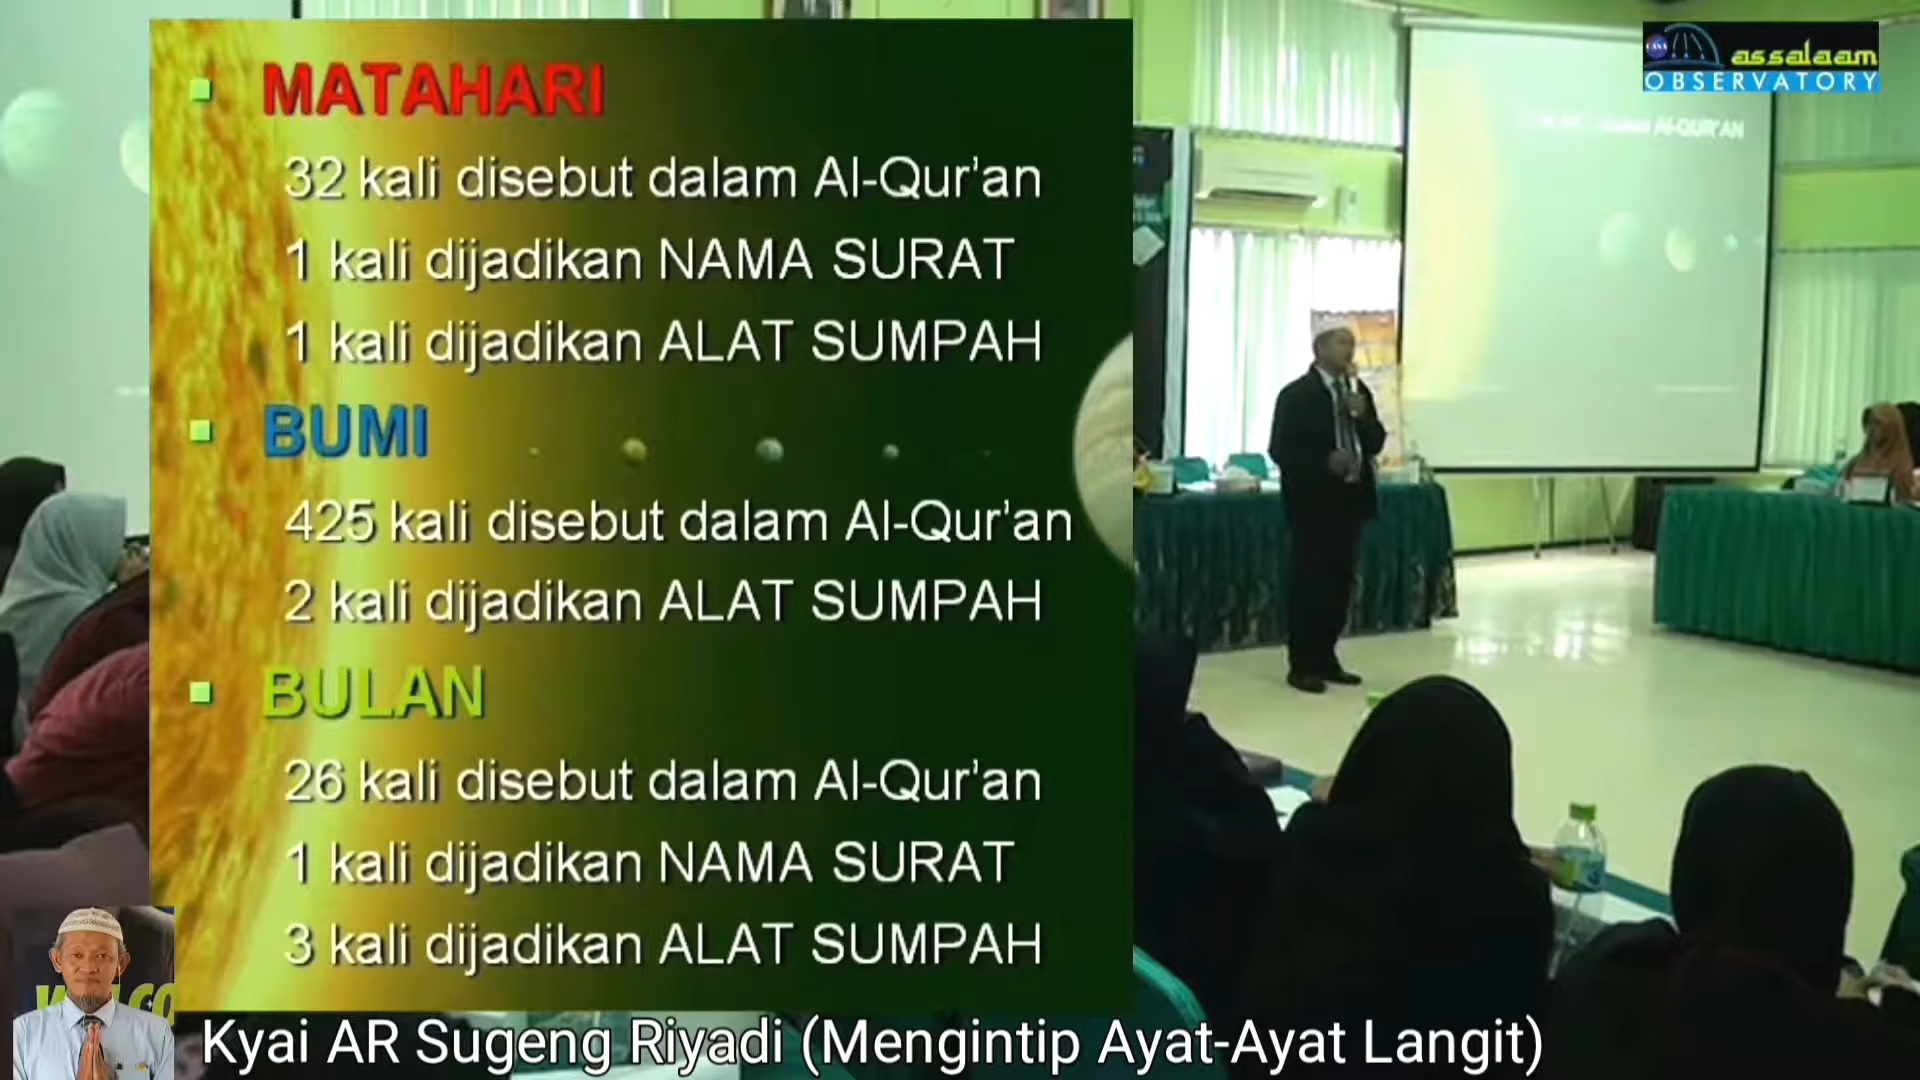 MATAHARI
32 kali disebut dalam Al-Qur'an
1 kali dijadikan NAMA SURAT
1 kali dijadikan ALAT SUMPAH
BUMI
425 kali disebut dalam Al-Qur'an
2 kali dijadikan ALAT SUMPAH
BULAN
26 kali disebut dalam Al-Qur'an
1 kali dijadikan NAMA SURAT
3 kali dijadikan ALAT SUMPAH
assalaam
OBSERVATORY
Al-QUR'AN
Kyai AR Sugeng Riyadi (Mengintip Ayat-Ayat Langit)